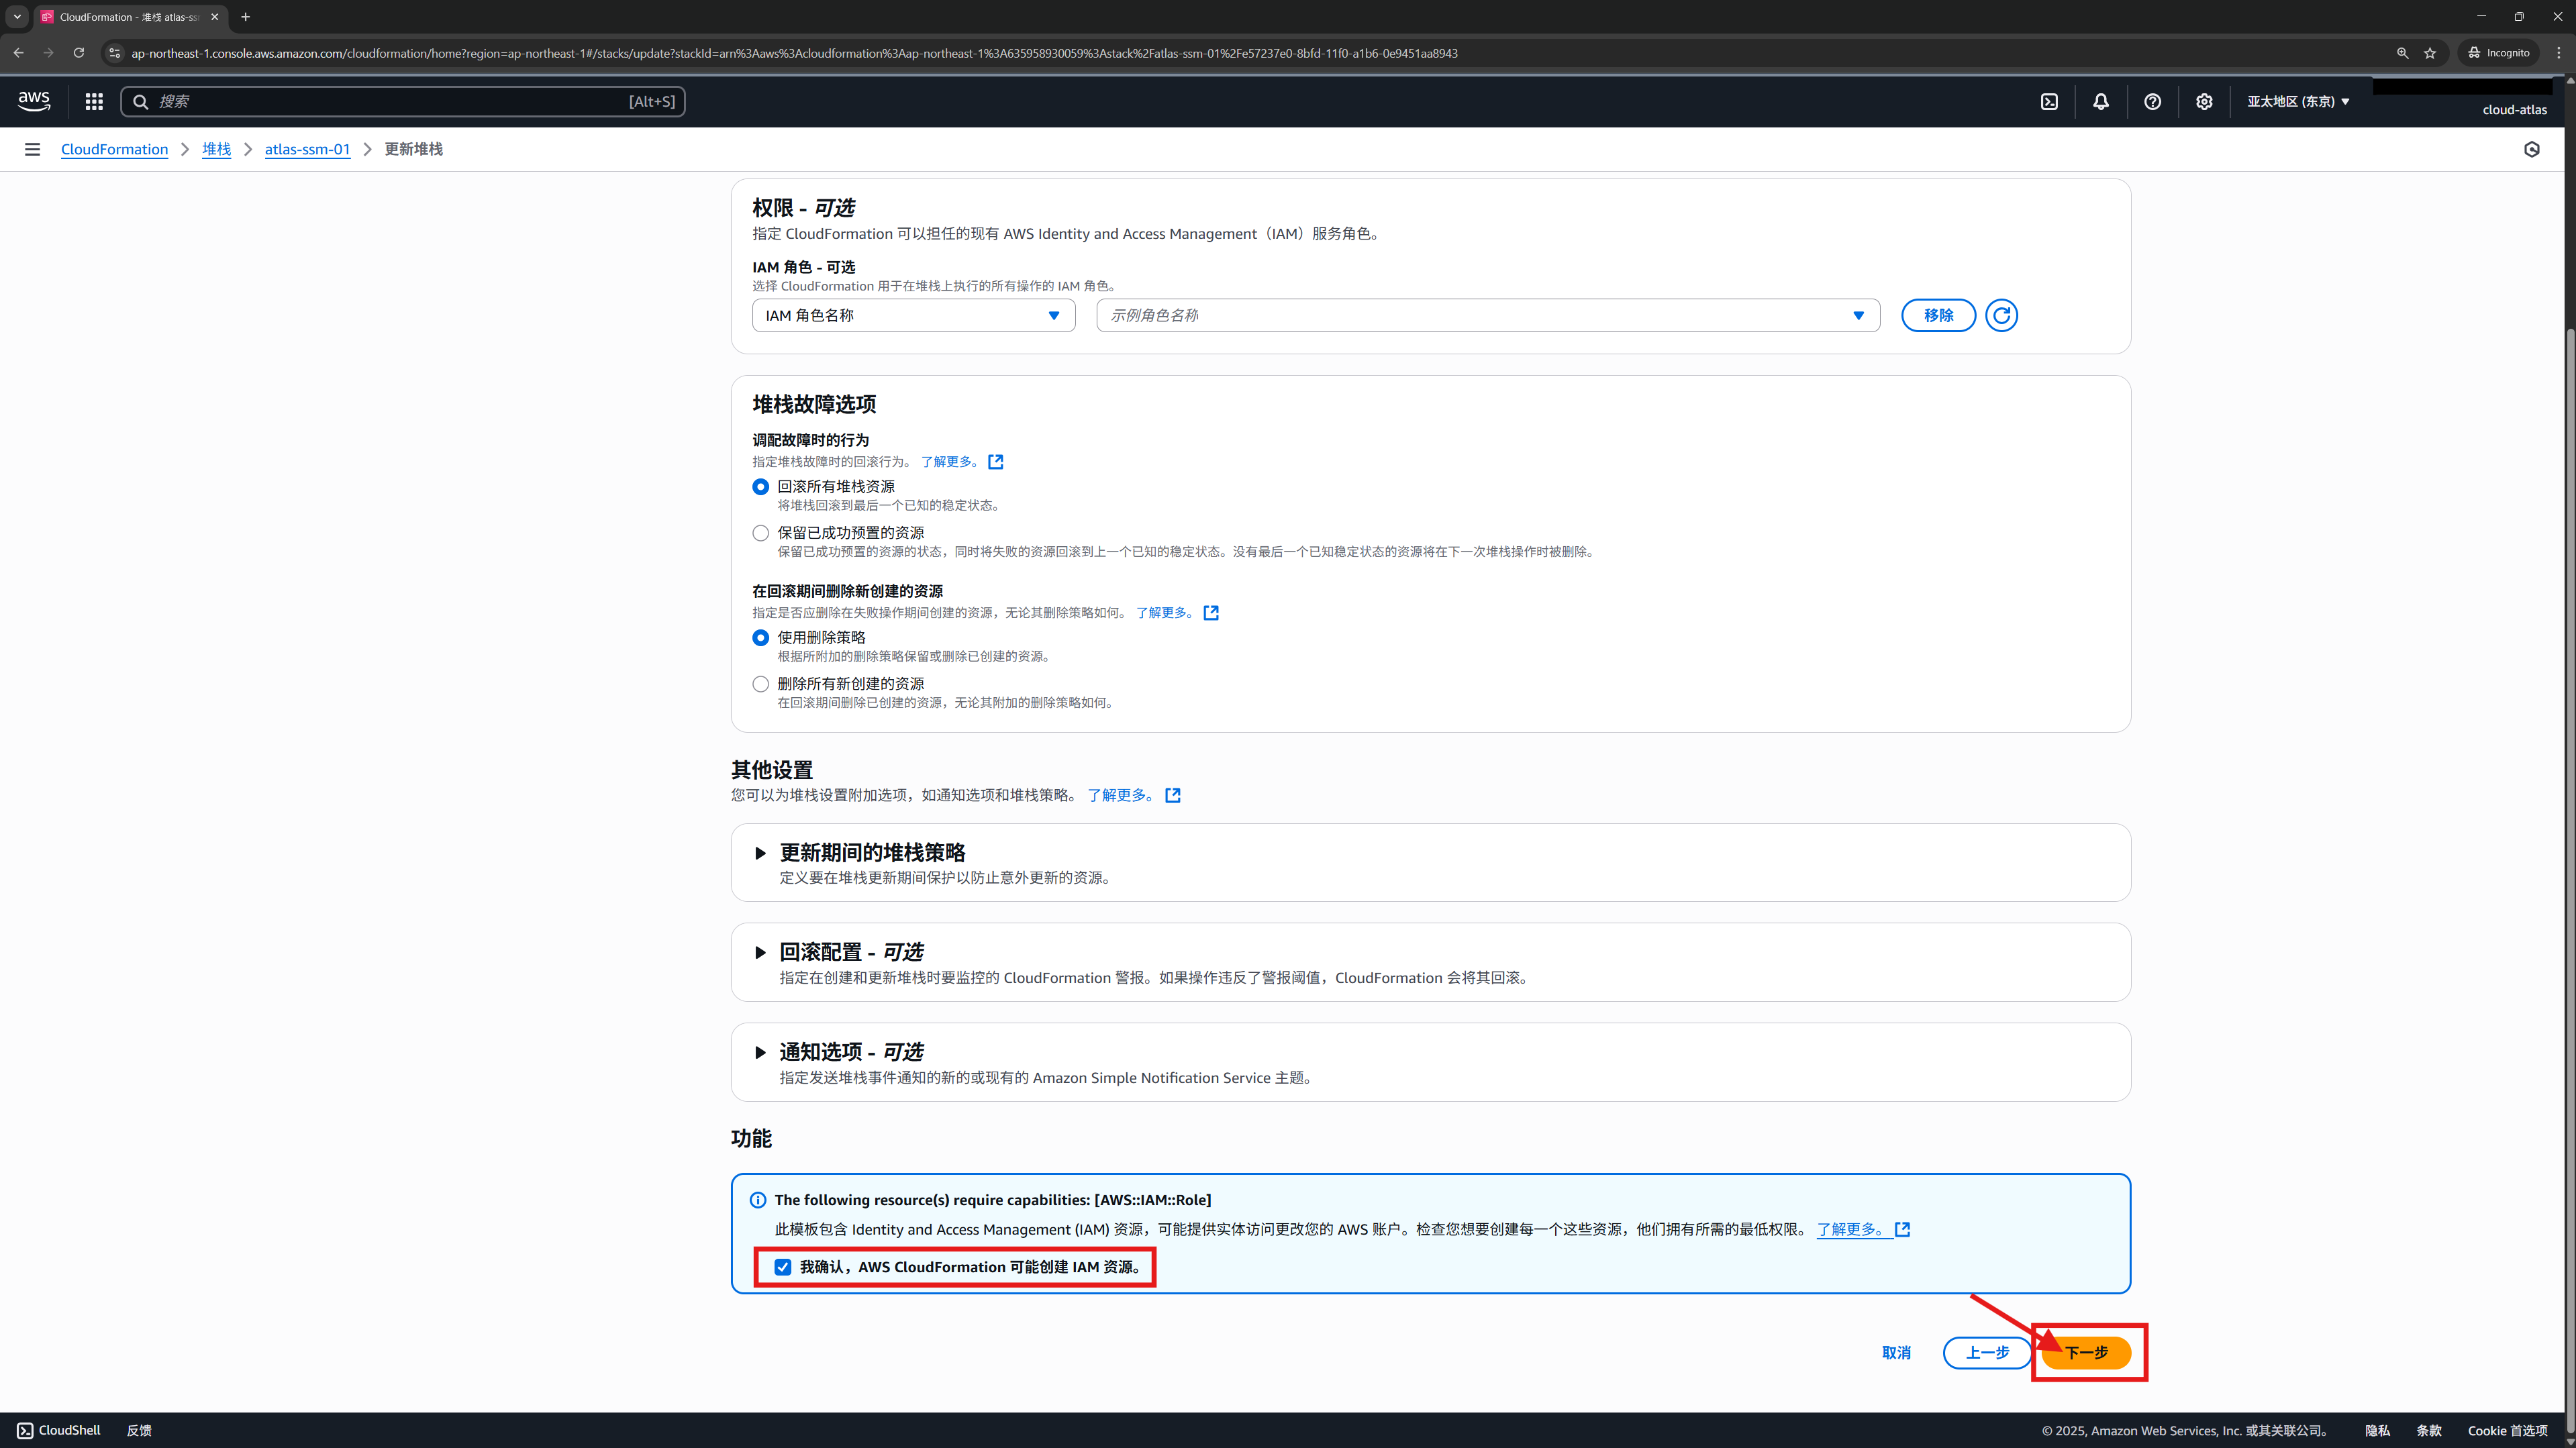 CloudFormation - 堆栈 atlas-ss
ap-northeast-1.console.aws.amazon.com/cloudformation/home?region=ap-northeast-1#/stacks/update?stackId=arn%3Aaws%3Acloudformation%3Aap-northeast-1%3A635958930059%3Astack%2Fatlas-ssm-01%2Fe57237e0-8bfd-11f0-a1b6-0e9451aa8943
Incognito
aws
搜索
[Alt+S]
亚太地区 (东京)
cloud-atlas
CloudFormation > 堆栈 > atlas-ssm-01 > 更新堆栈
权限 - 可选
指定 CloudFormation 可以担任的现有 AWS Identity and Access Management（IAM）服务角色。
IAM 角色 - 可选
选择 CloudFormation 用于在堆栈上执行的所有操作的 IAM 角色。
IAM 角色名称
示例角色名称
移除
堆栈故障选项
调配故障时的行为
指定堆栈故障时的回滚行为。 了解更多。
回滚所有堆栈资源
将堆栈回滚到最后一个已知的稳定状态。
保留已成功预置的资源
保留已成功预置的资源的状态，同时将失败的资源回滚到上一个已知的稳定状态。没有最后一个已知稳定状态的资源将在下一次堆栈操作时被删除。
在回滚期间删除新创建的资源
指定是否应删除在失败操作期间创建的资源，无论其删除策略如何。 了解更多。
使用删除策略
根据所附加的删除策略保留或删除已创建的资源。
删除所有新创建的资源
在回滚期间删除已创建的资源，无论其附加的删除策略如何。
其他设置
您可以为堆栈设置附加选项，如通知选项和堆栈策略。 了解更多。
更新期间的堆栈策略
定义要在堆栈更新期间保护以防止意外更新的资源。
回滚配置 - 可选
指定在创建和更新堆栈时要监控的 CloudFormation 警报。如果操作违反了警报阈值，CloudFormation 会将其回滚。
通知选项 - 可选
指定发送堆栈事件通知的新的或现有的 Amazon Simple Notification Service 主题。
功能
The following resource(s) require capabilities: [AWS::IAM::Role]
此模板包含 Identity and Access Management (IAM) 资源，可能提供实体访问更改您的 AWS 账户。检查您想要创建每一个这些资源，他们拥有所需的最低权限。 了解更多。
我确认，AWS CloudFormation 可能创建 IAM 资源。
取消
上一步
下一步
CloudShell
反馈
© 2025, Amazon Web Services, Inc. 或其关联公司。
隐私
条款
Cookie 首选项